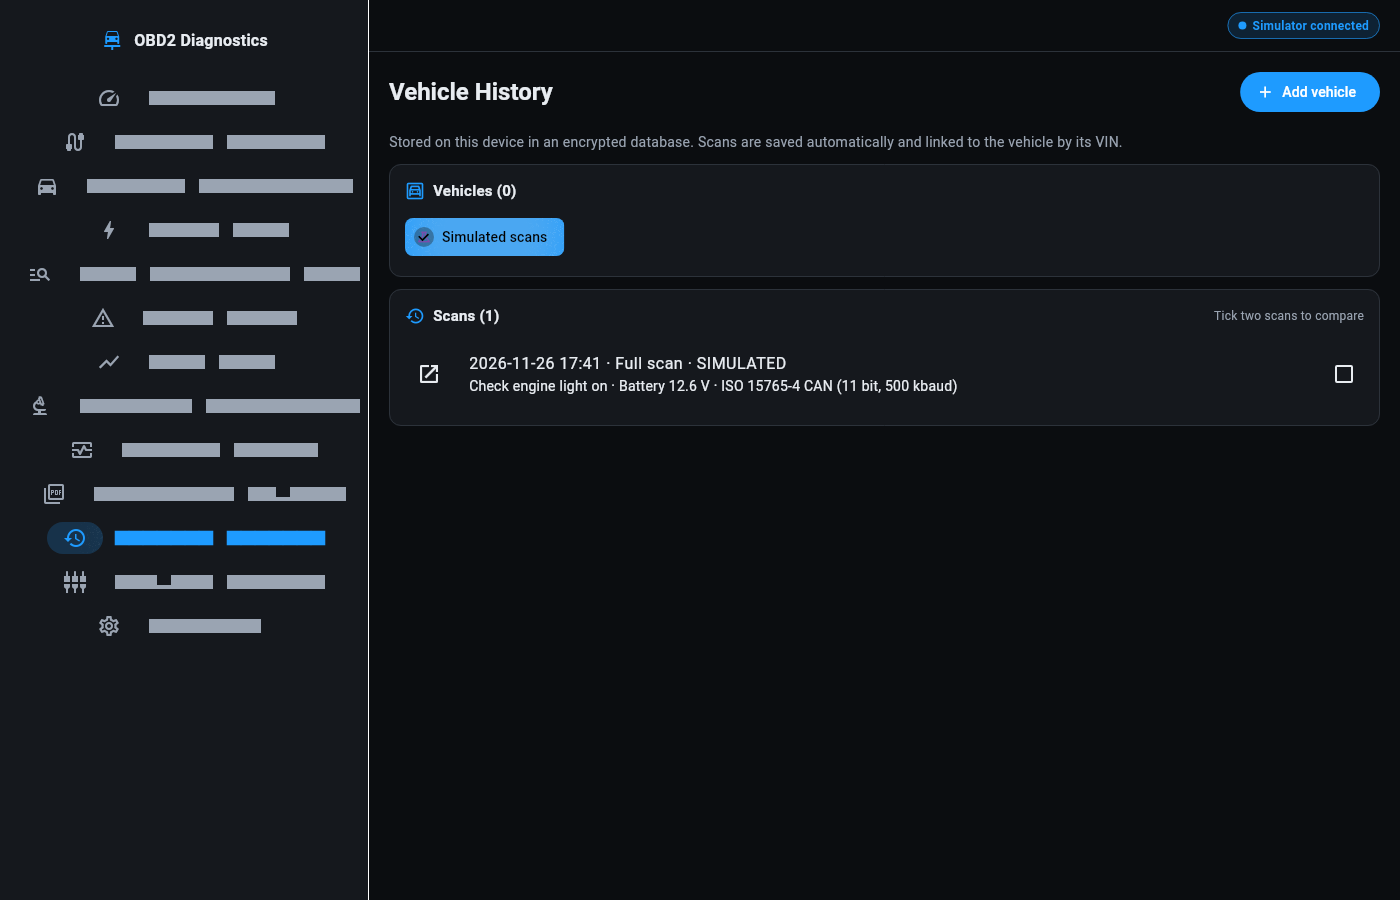 OBD2 Diagnostics
Simulator connected
Vehicle History
Add vehicle
Stored on this device in an encrypted database. Scans are saved automatically and linked to the vehicle by its VIN.
Vehicles (0)
Simulated scans
Scans (1)
Tick two scans to compare
2026-11-26 17:41 · Full scan · SIMULATED
Check engine light on · Battery 12.6 V · ISO 15765-4 CAN (11 bit, 500 kbaud)
PDF